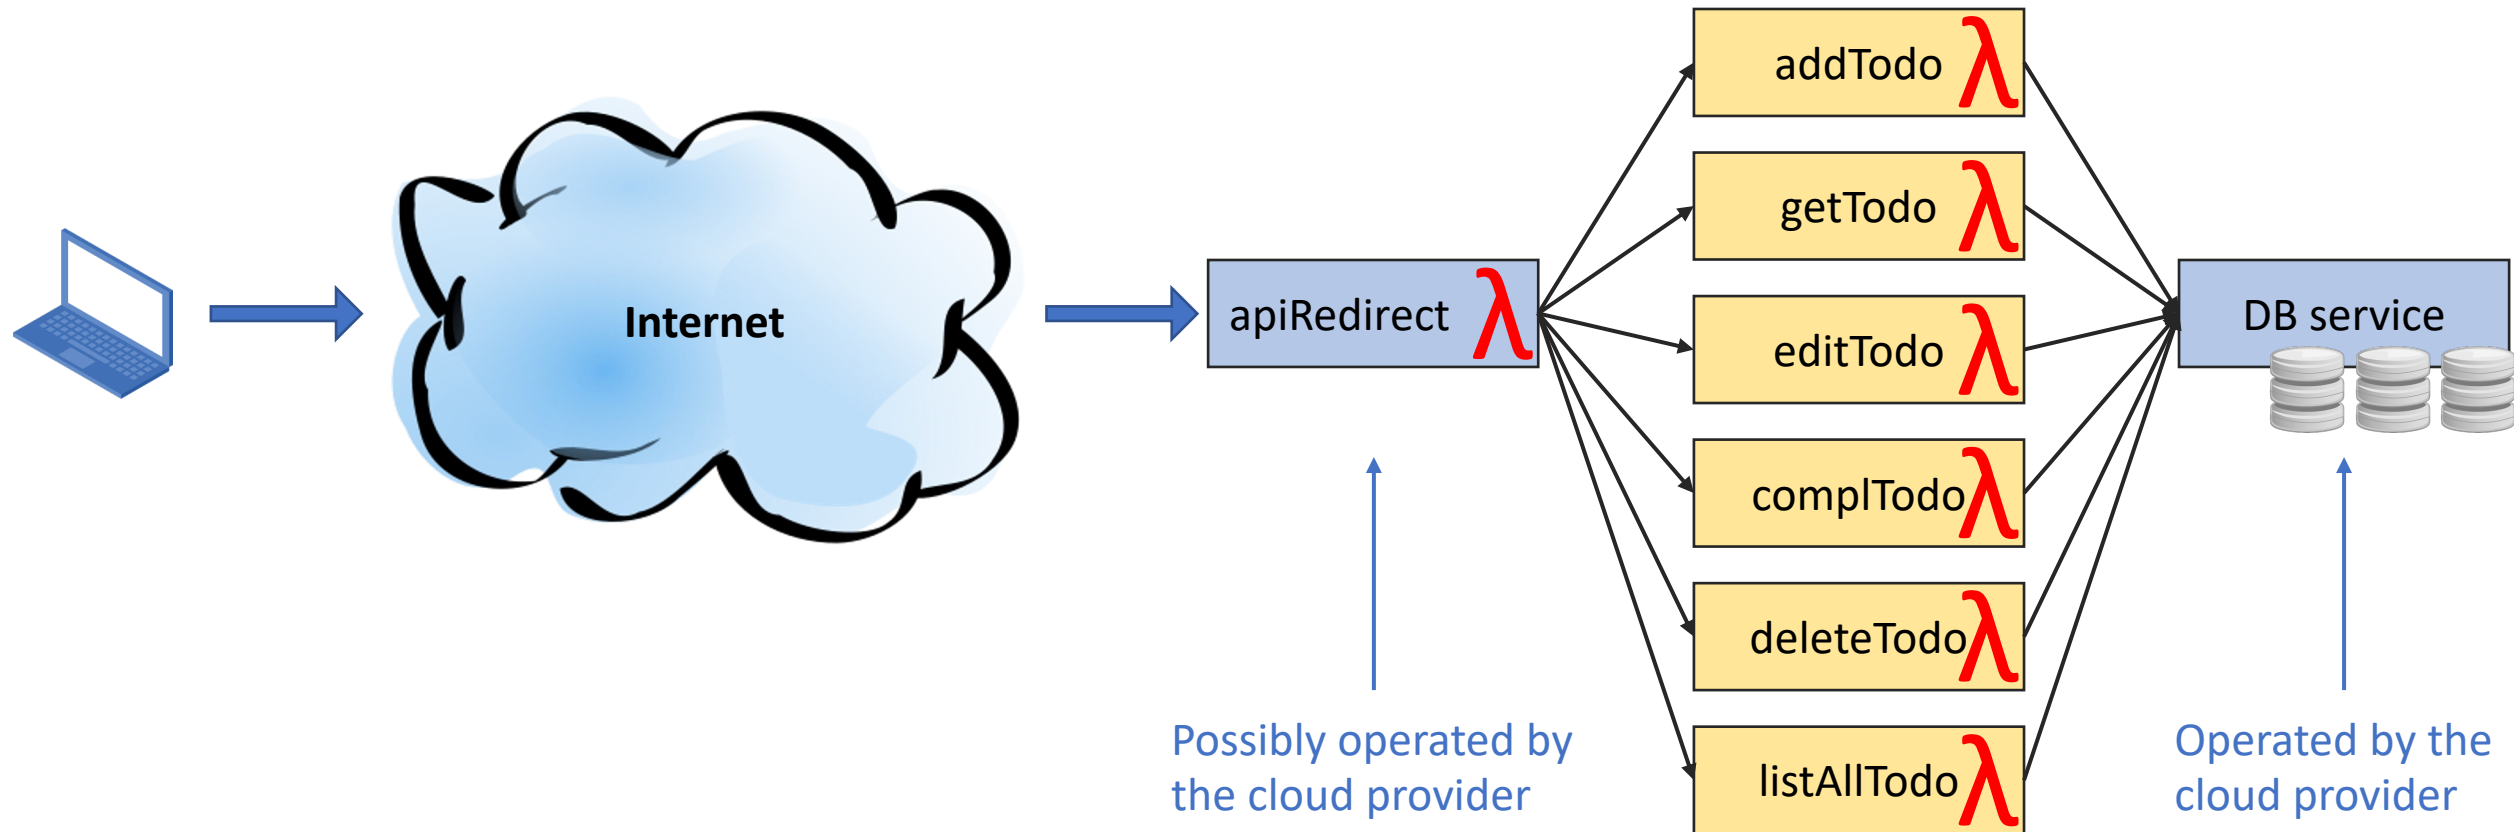 Internet
apiRedirect λ
addTodo λ
getTodo λ
editTodo λ
complTodo λ
deleteTodo λ
listAllTodo λ
DB service
Possibly operated by
the cloud provider
Operated by the
cloud provider